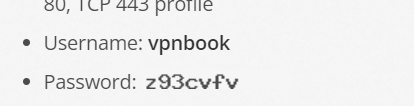 80, TCP 443 profile
Username: vpnbook
Password: z93cvfv